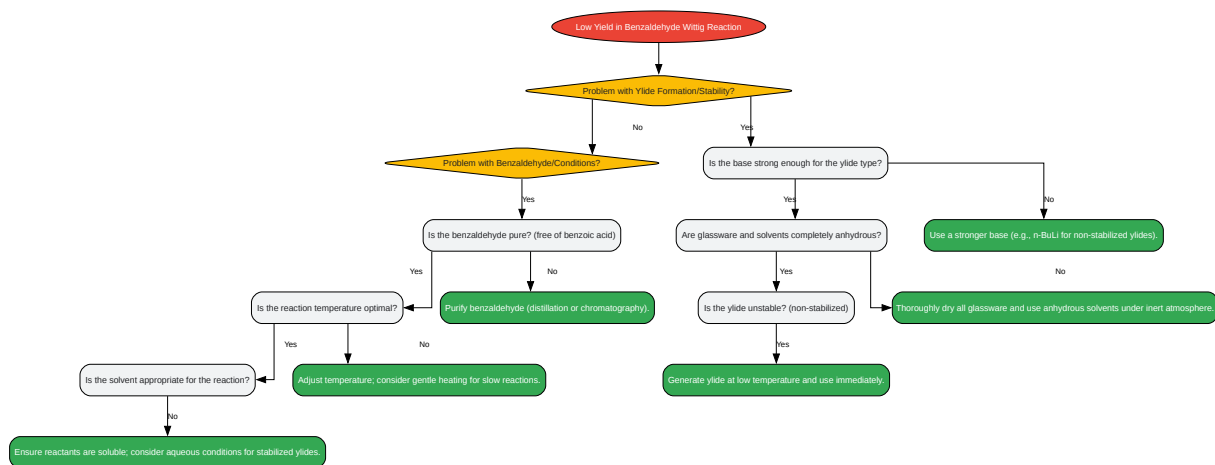 Low Yield in Benzaldehyde Wittig Reaction
Problem with Ylide Formation/Stability?
No
Yes
Problem with Benzaldehyde/Conditions?
Is the base strong enough for the ylide type?
Yes
Yes
No
Is the benzaldehyde pure? (free of benzoic acid)
Are glassware and solvents completely anhydrous?
Use a stronger base (e.g., n-BuLi for non-stabilized ylides).
Yes
No
Yes
No
Is the reaction temperature optimal?
Purify benzaldehyde (distillation or chromatography).
Is the ylide unstable? (non-stabilized)
Thoroughly dry all glassware and use anhydrous solvents under inert atmosphere.
Yes
No
Yes
Is the solvent appropriate for the reaction?
Adjust temperature; consider gentle heating for slow reactions.
Generate ylide at low temperature and use immediately.
No
Ensure reactants are soluble; consider aqueous conditions for stabilized ylides.